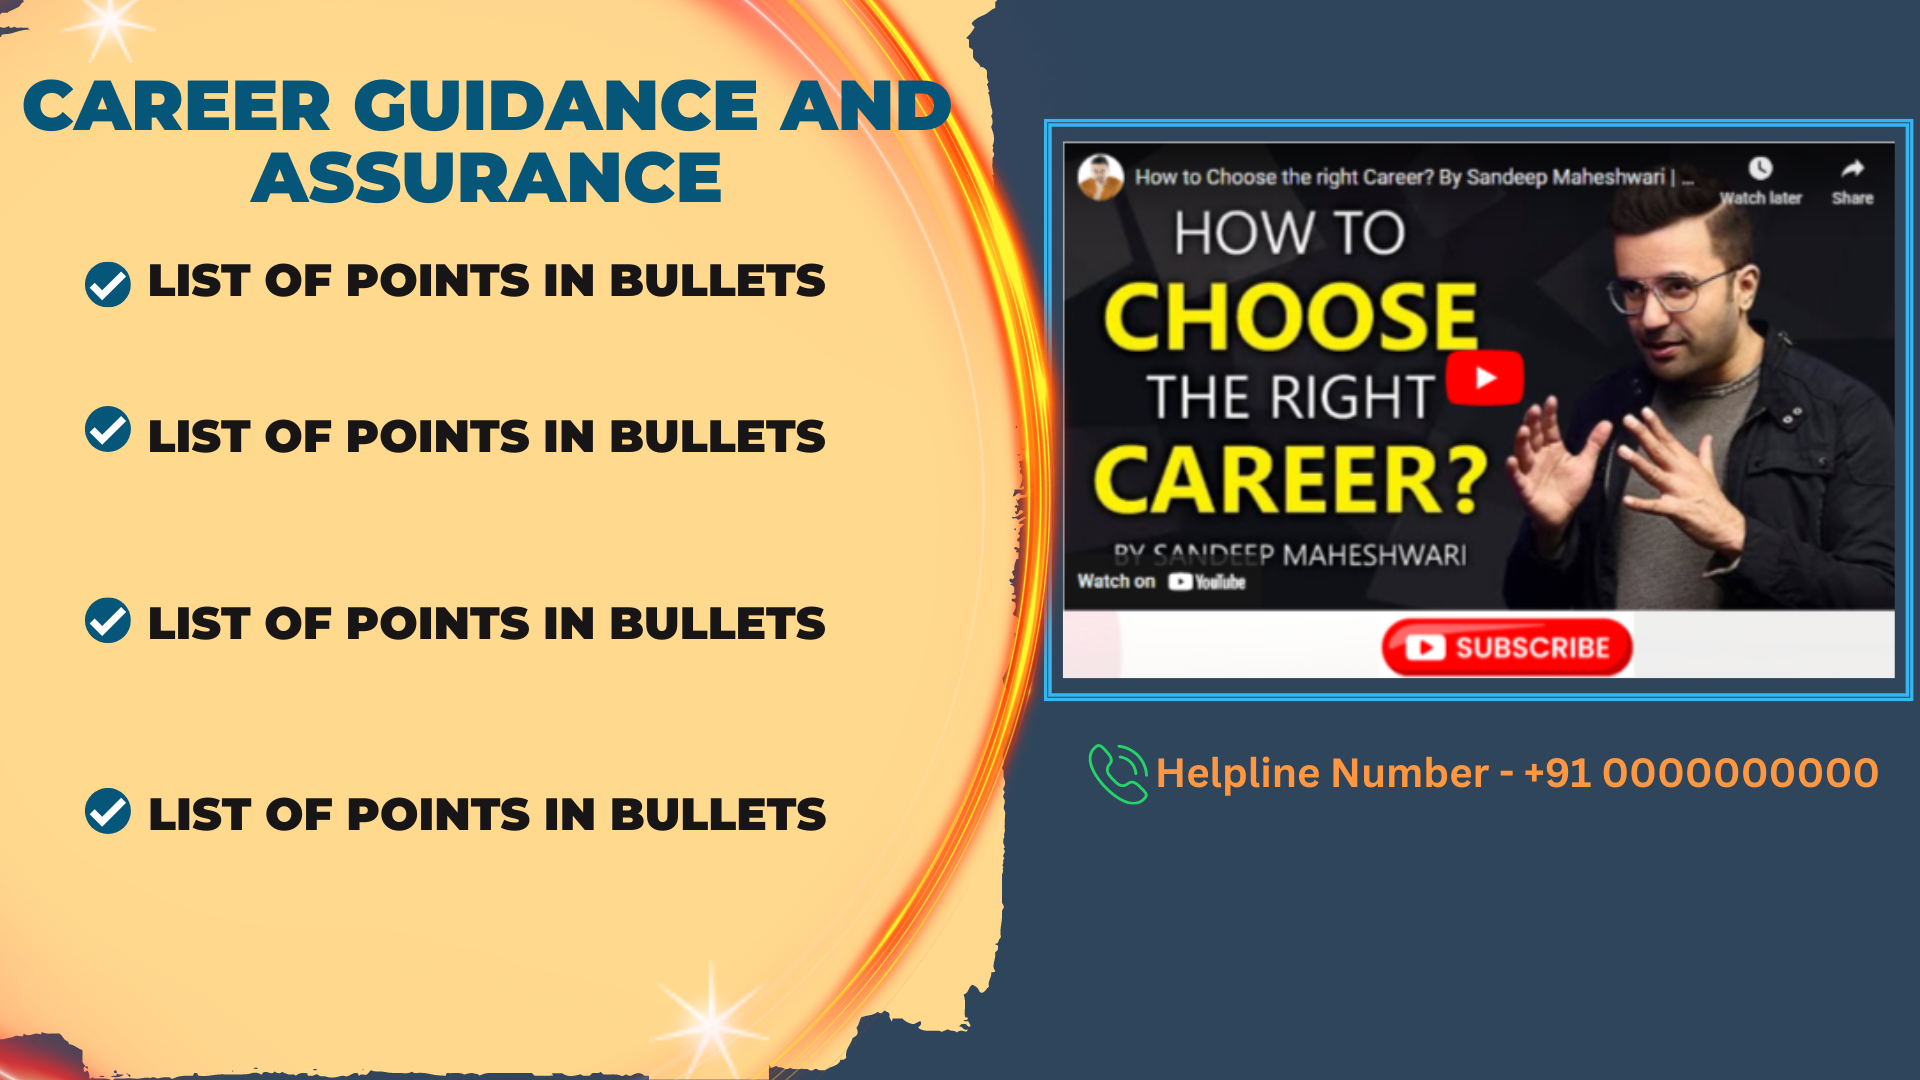 CAREER GUIDANCE AND
ASSURANCE
LIST OF POINTS IN BULLETS
LIST OF POINTS IN BULLETS
LIST OF POINTS IN BULLETS
LIST OF POINTS IN BULLETS
How to Choose the right Career? By Sandeep Maheshwari | ...
Watch later
Share
HOW TO
CHOOSE
THE RIGHT
CAREER?
BY SANDEEP MAHESHWARI
Watch on YouTube
SUBSCRIBE
Helpline Number - +91 0000000000